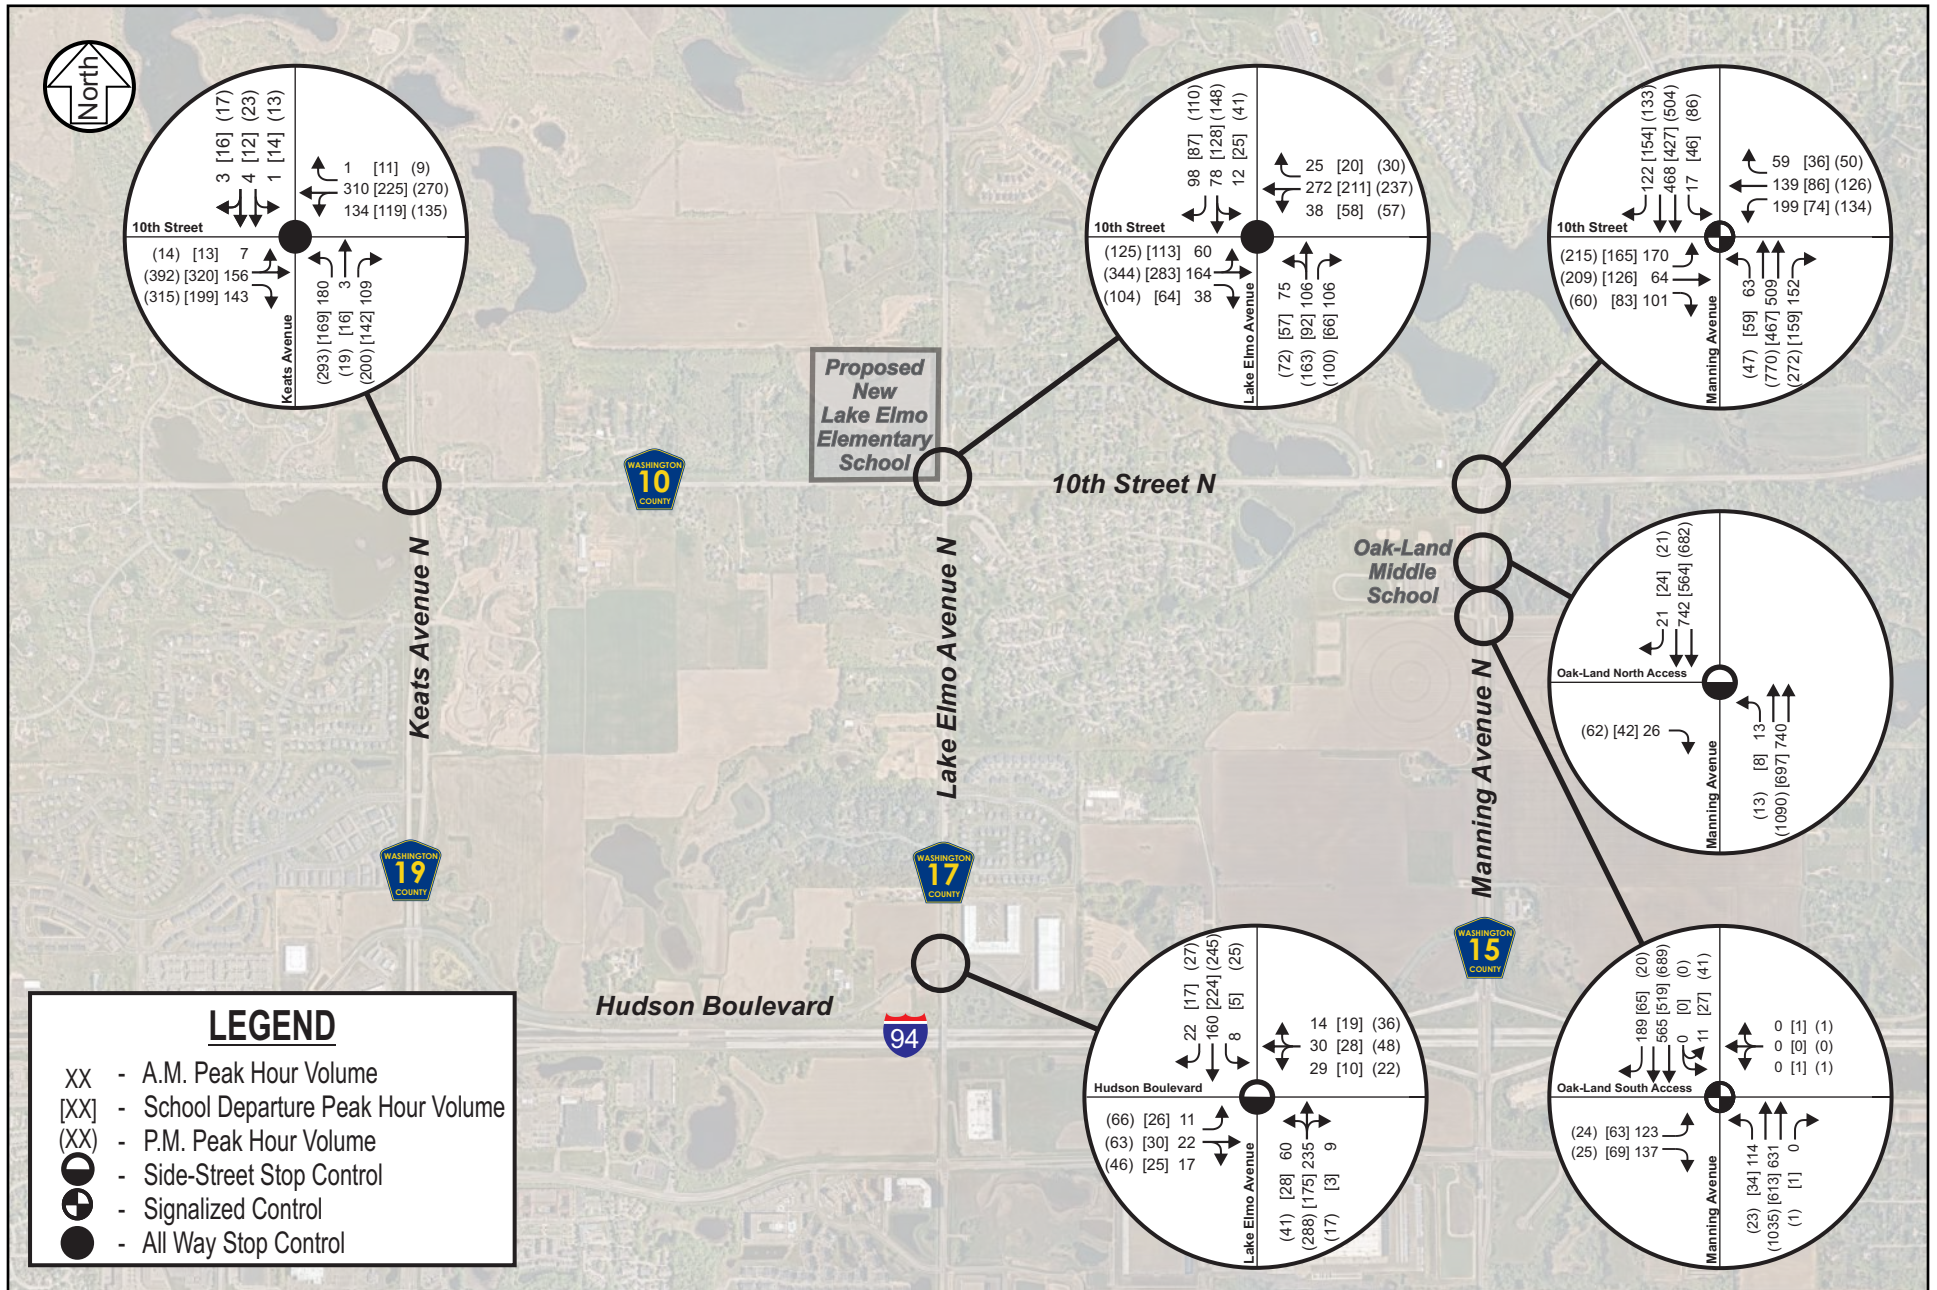 North
3 [16] (17)
4 [12] (23)
1 [14] (13)
1 [11] (9)
310 [225] (270)
134 [119] (135)
10th Street
(14) [13] 7
(392) [320] 156
(315) [199] 143
Keats Avenue
(293) [169] 180
(19) [16] 3
(200) [142] 109
98 [87] (110)
78 [128] (148)
12 [25] (41)
25 [20] (30)
272 [211] (237)
38 [58] (57)
10th Street
(125) [113] 60
(344) [283] 164
(104) [64] 38
Lake Elmo Avenue
(72) [57] 75
(163) [92] 106
(100) [66] 106
122 [154] (133)
468 [427] (504)
17 [46] (86)
59 [36] (50)
139 [86] (126)
199 [74] (134)
10th Street
(215) [165] 170
(209) [126] 64
(60) [83] 101
Manning Avenue
(47) [59] 63
(770) [467] 509
(272) [159] 152
Proposed
New
Lake Elmo
Elementary
School
WASHINGTON
10
COUNTY
10th Street N
Keats Avenue N
Lake Elmo Avenue N
Manning Avenue N
Oak-Land
Middle
School
21 [24] (21)
742 [564] (682)
Oak-Land North Access
(62) [42] 26
Manning Avenue
(13) [8] 13
(1090) [697] 740
WASHINGTON
19
COUNTY
WASHINGTON
17
COUNTY
WASHINGTON
15
COUNTY
Hudson Boulevard
94
22 [17] (27)
160 [224] (245)
8 [5] (25)
14 [19] (36)
30 [28] (48)
29 [10] (22)
Hudson Boulevard
(66) [26] 11
(63) [30] 22
(46) [25] 17
Lake Elmo Avenue
(41) [28] 60
(288) [175] 235
(17) [3] 9
189 [65] (20)
565 [519] (689)
0 [0] (0)
11 [27] (41)
0 [1] (1)
0 [0] (0)
0 [1] (1)
Oak-Land South Access
(24) [63] 123
(25) [69] 137
Manning Avenue
(23) [34] 114
(1035) [613] 631
(1) [1] 0
LEGEND
XX - A.M. Peak Hour Volume
[XX] - School Departure Peak Hour Volume
(XX) - P.M. Peak Hour Volume
- Side-Street Stop Control
- Signalized Control
- All Way Stop Control